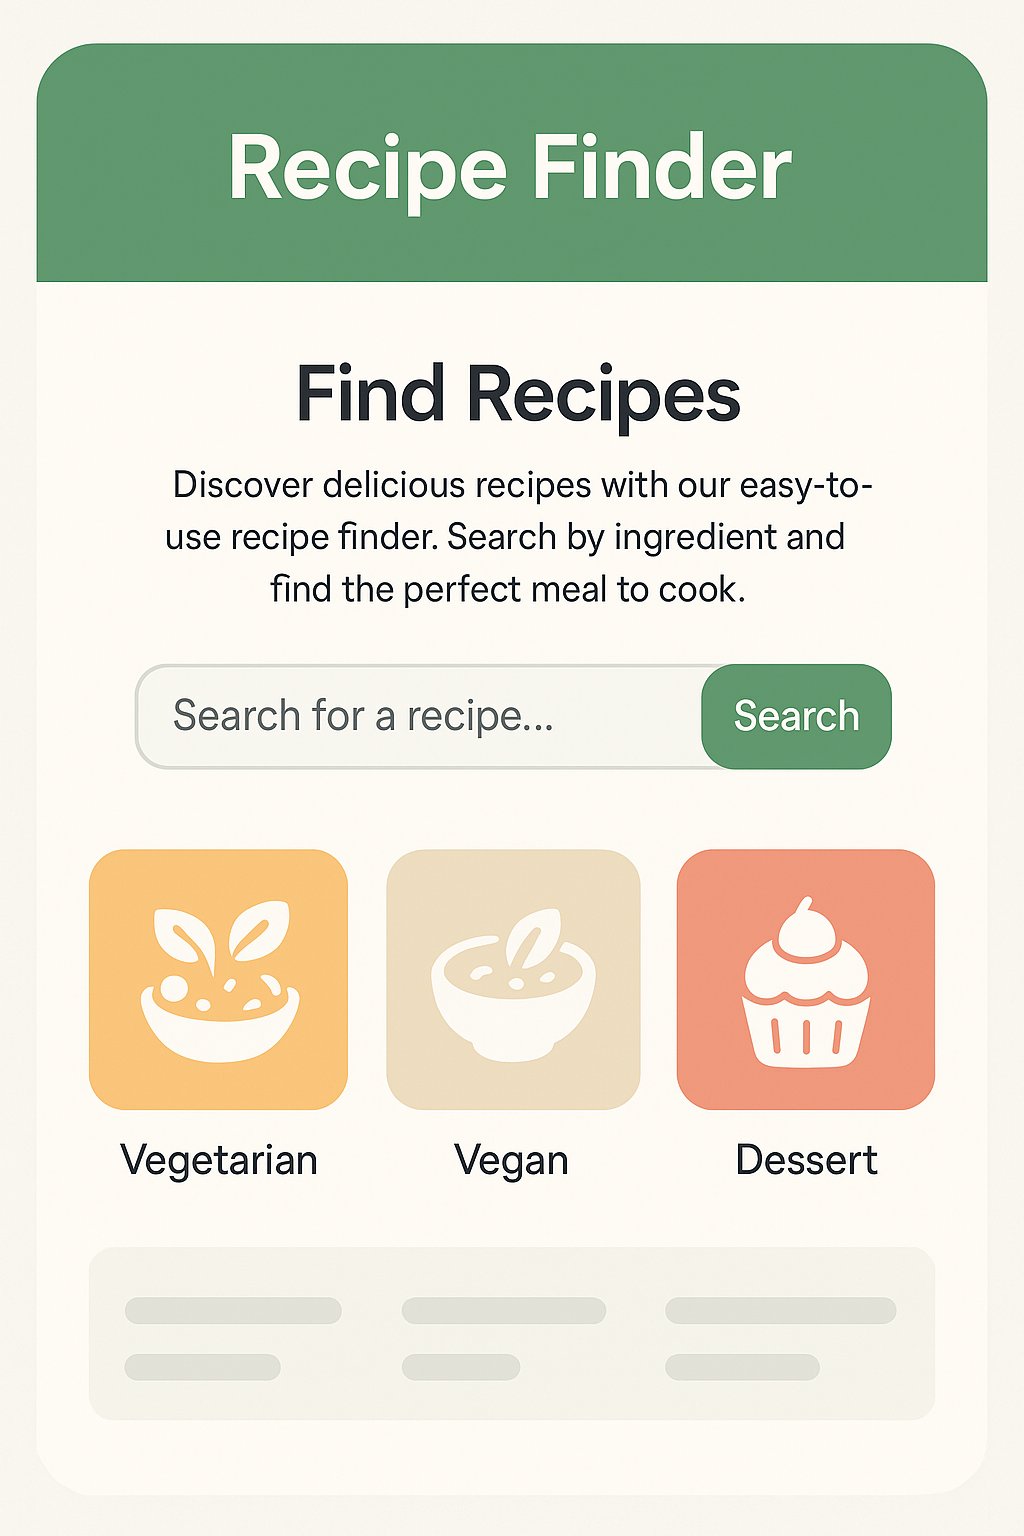 Recipe Finder
Find Recipes
Discover delicious recipes with our easy-to-
use recipe finder. Search by ingredient and
find the perfect meal to cook.
Search for a recipe...
Search
Vegetarian
Vegan
Dessert